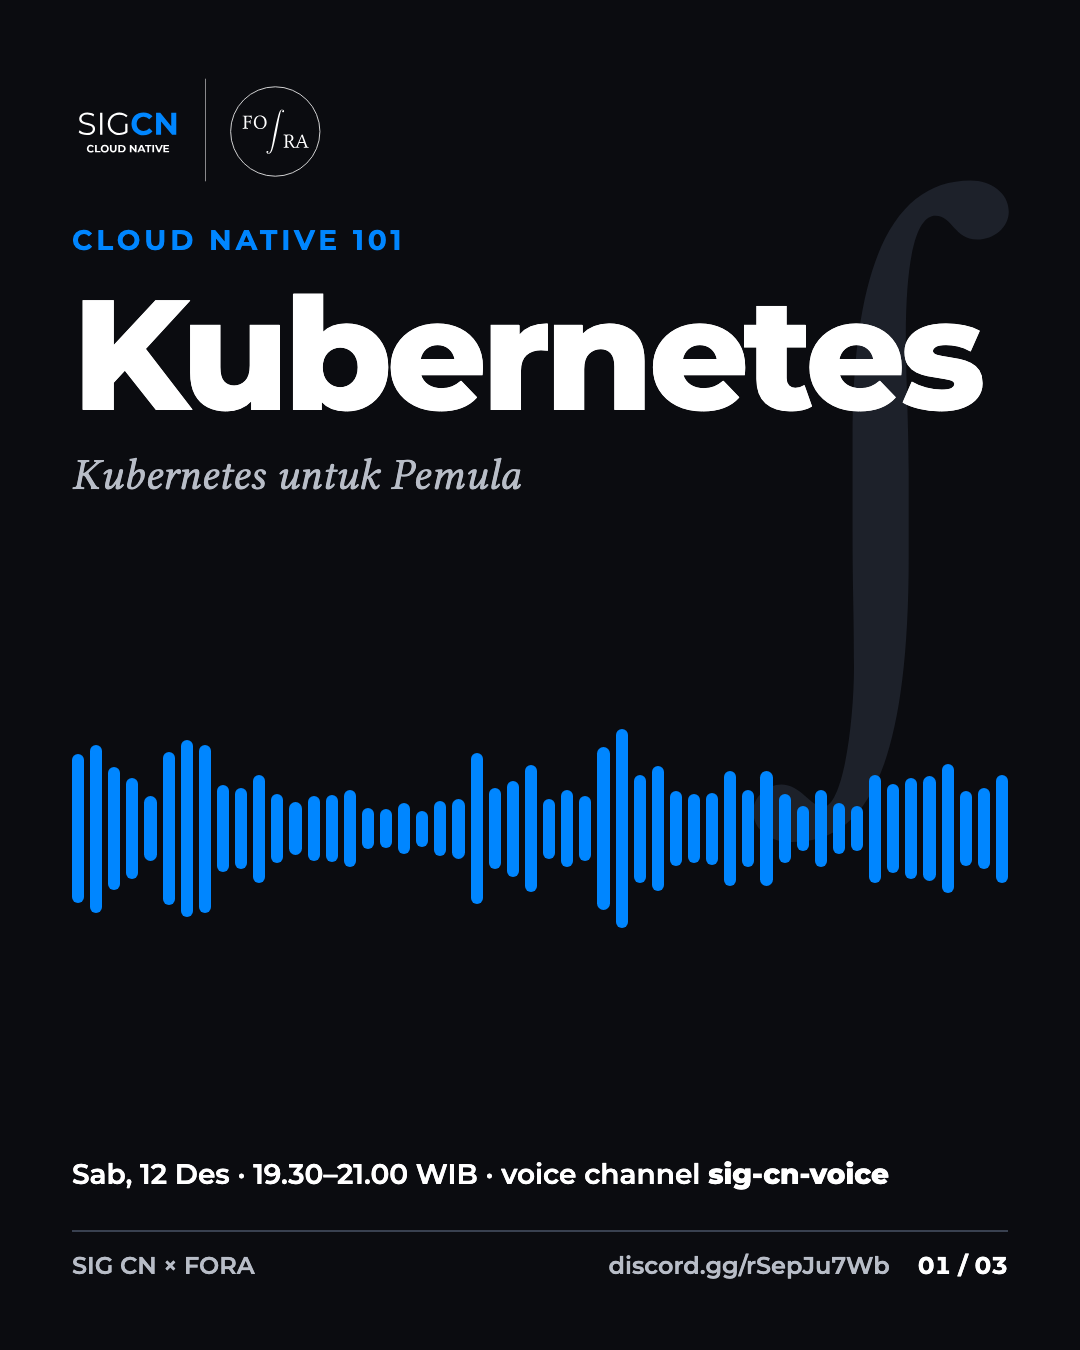 SIGCN
CLOUD NATIVE
FO∫RA
CLOUD NATIVE 101
Kubernetes
Kubernetes untuk Pemula
Sab, 12 Des · 19.30–21.00 WIB · voice channel sig-cn-voice
SIG CN × FORA
discord.gg/rSepJu7Wb 01 / 03